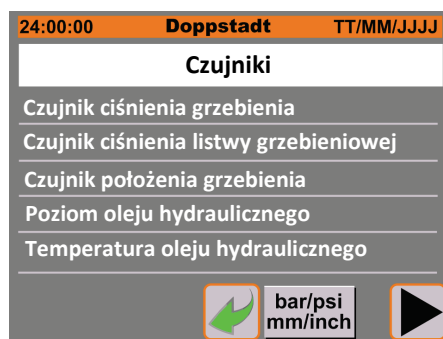 24:00:00 Doppstadt TT/MM/JJJJ
Czujniki
Czujnik ciśnienia grzebienia
Czujnik ciśnienia listwy grzebieniowej
Czujnik położenia grzebienia
Poziom oleju hydraulicznego
Temperatura oleju hydraulicznego
bar/psi
mm/inch